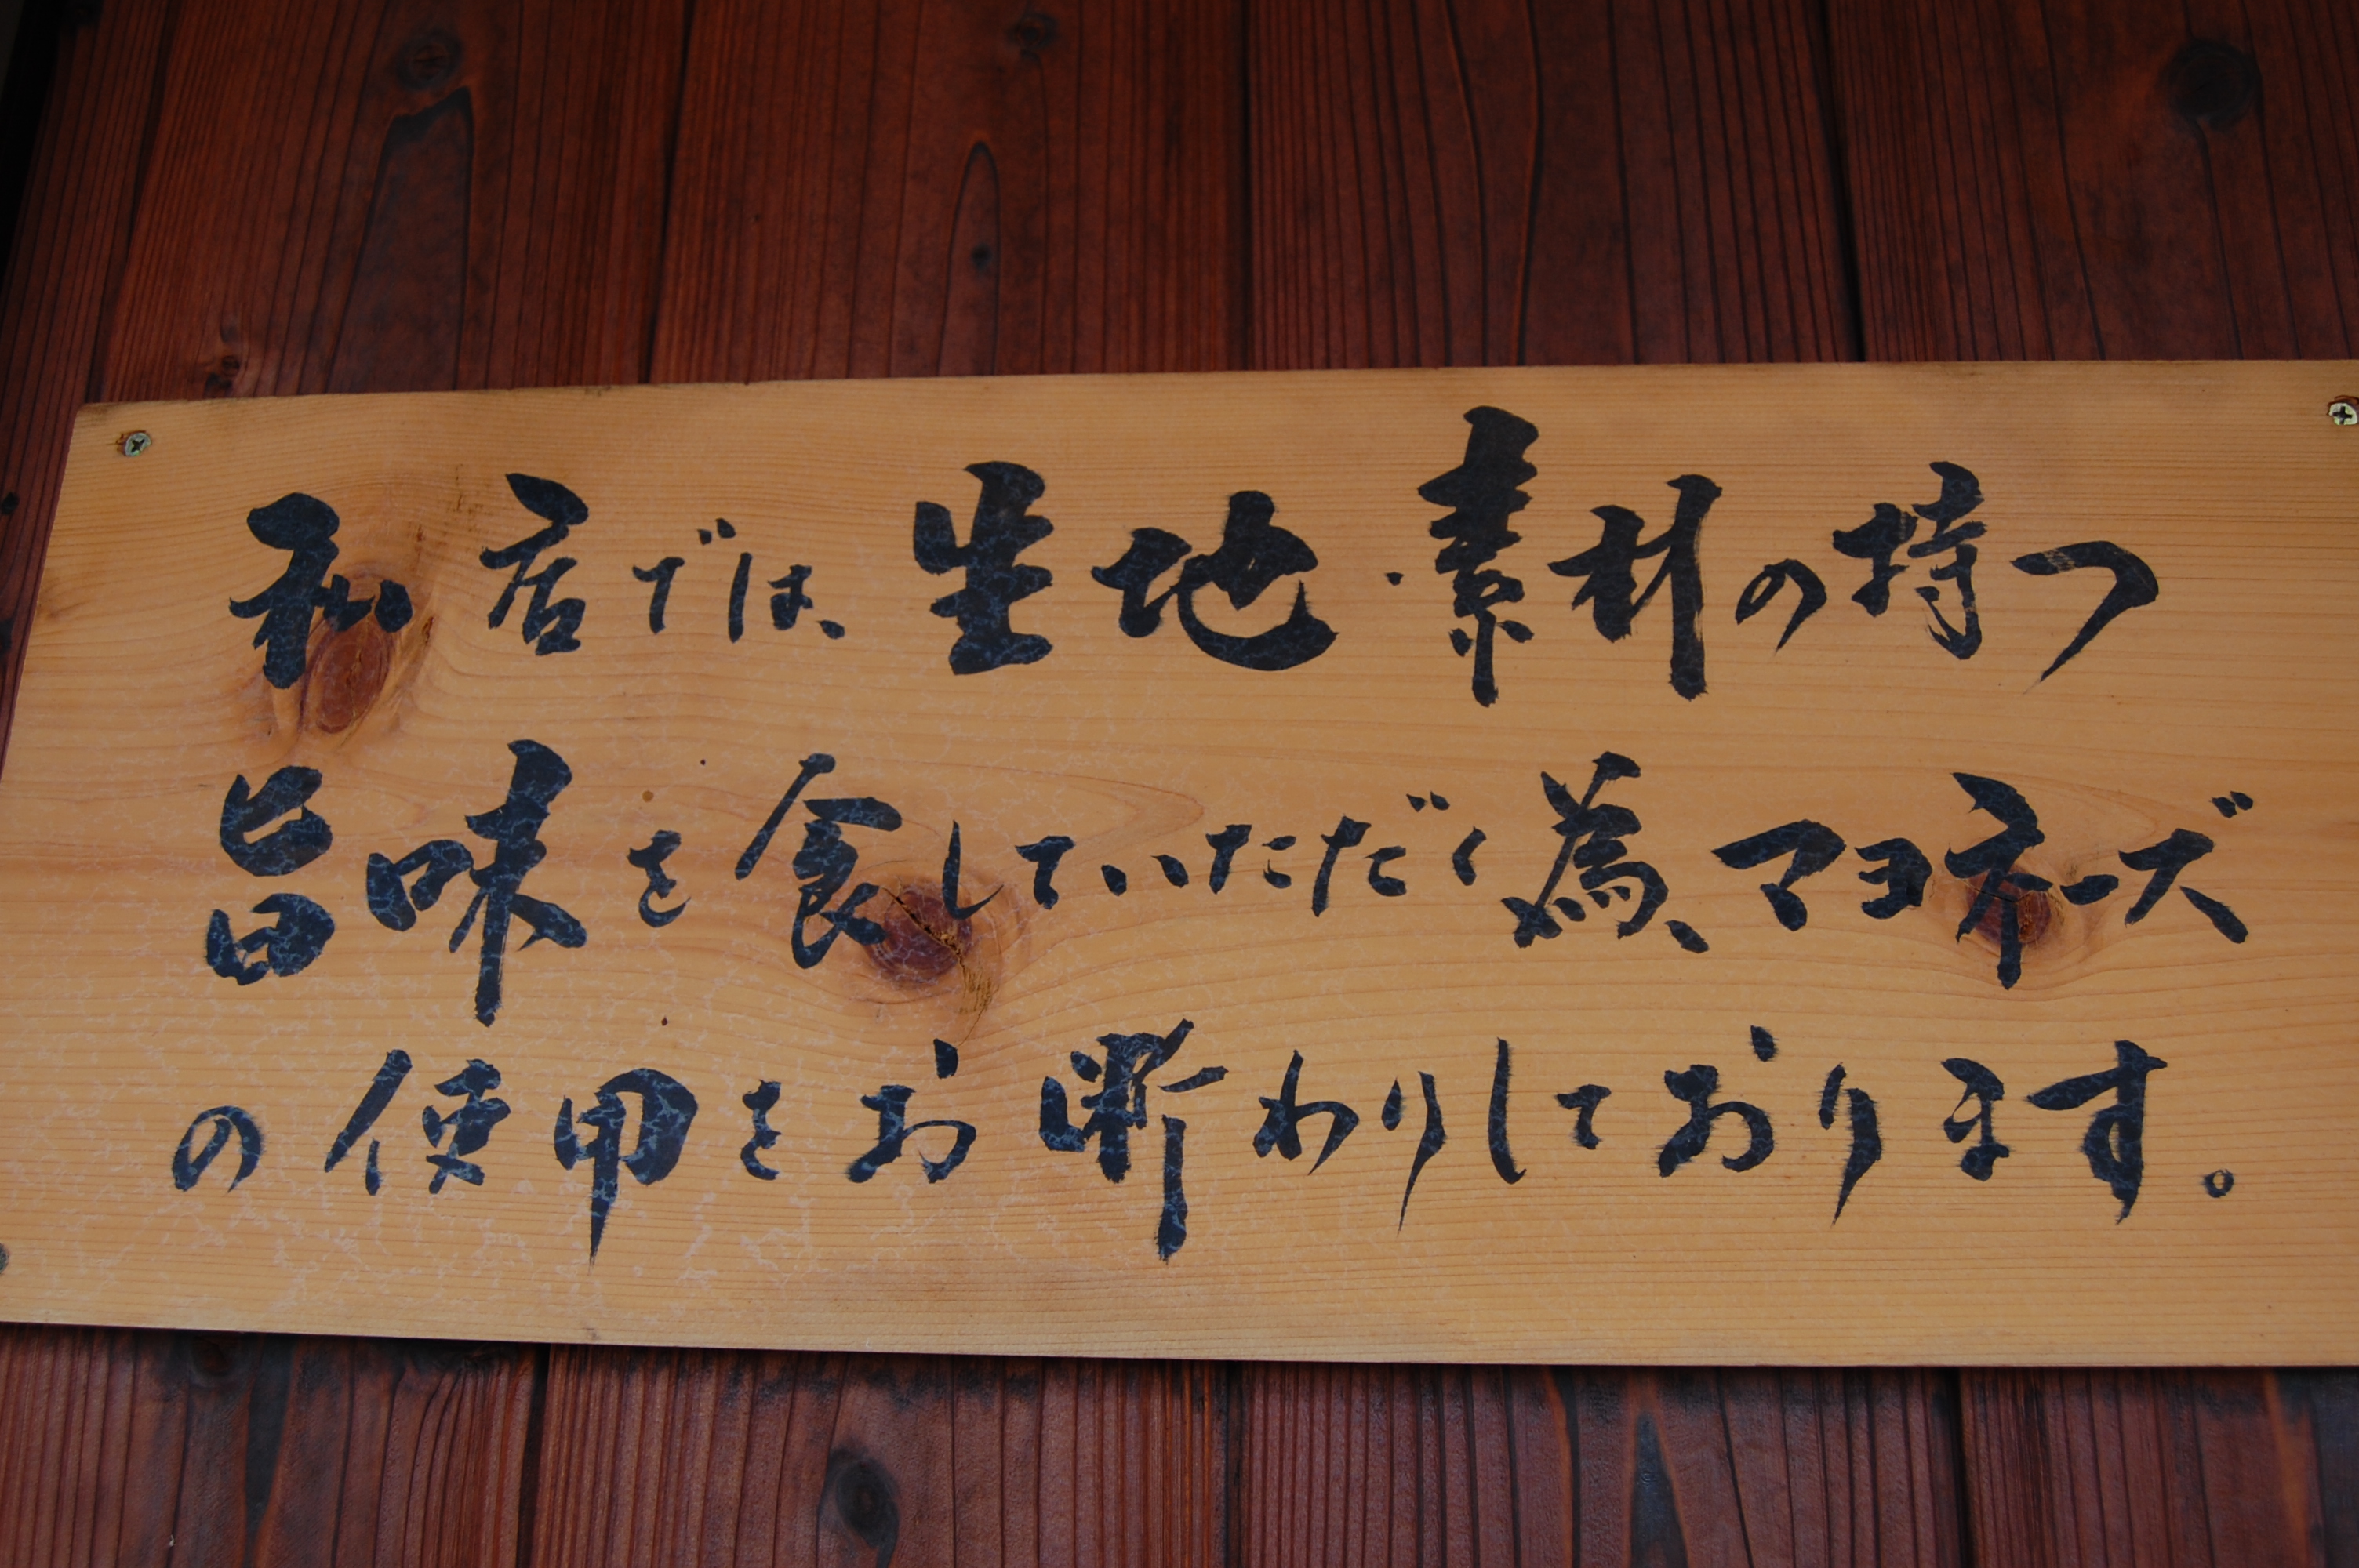 私店では、生地・素材の持つ
旨味を食していただく為、マヨネーズ
の使用をお断わりしております。